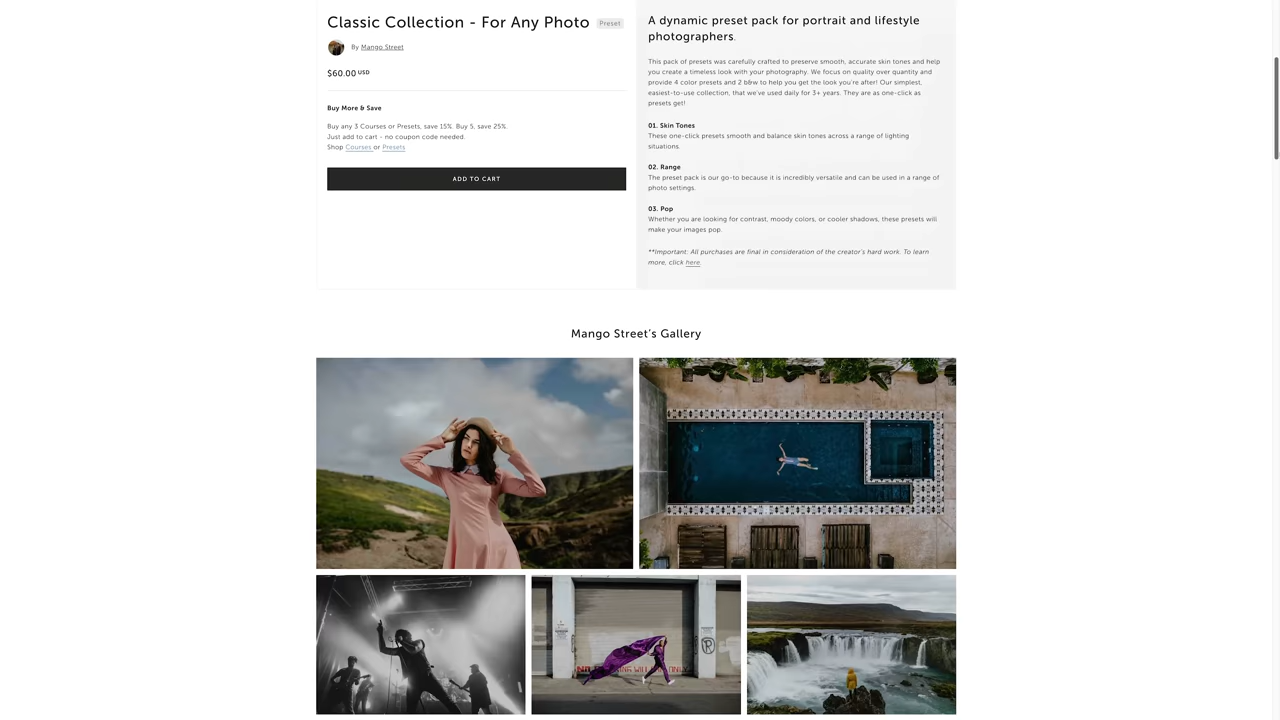 Classic Collection - For Any Photo Preset
By Mango Street
$60.00 USD
Buy More & Save
Buy any 3 Courses or Presets, save 15%. Buy 5, save 25%.
Just add to cart - no coupon code needed.
Shop Courses or Presets
ADD TO CART
A dynamic preset pack for portrait and lifestyle
photographers.
This pack of presets was carefully crafted to preserve smooth, accurate skin tones and help
you create a timeless look with your photography. We focus on quality over quantity and
provide 4 color presets and 2 b&w to help you get the look you're after! Our simplest,
easiest-to-use collection, that we've used daily for 3+ years. They are as one-click as
presets get!
01. Skin Tones
These one-click presets smooth and balance skin tones across a range of lighting
situations.
02. Range
The preset pack is our go-to because it is incredibly versatile and can be used in a range of
photo settings.
03. Pop
Whether you are looking for contrast, moody colors, or cooler shadows, these presets will
make your images pop.
**Important: All purchases are final in consideration of the creator's hard work. To learn
more, click here.
Mango Street's Gallery